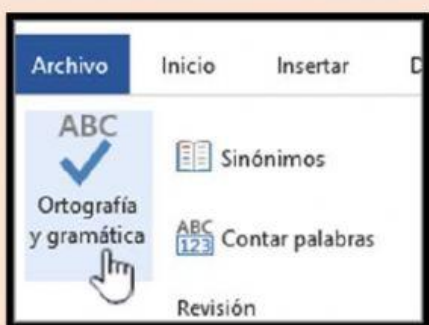 Archivo Inicio Insertar D
ABC
Ortografía
y gramática
Sinónimos
ABC
123 Contar palabras
Revisión